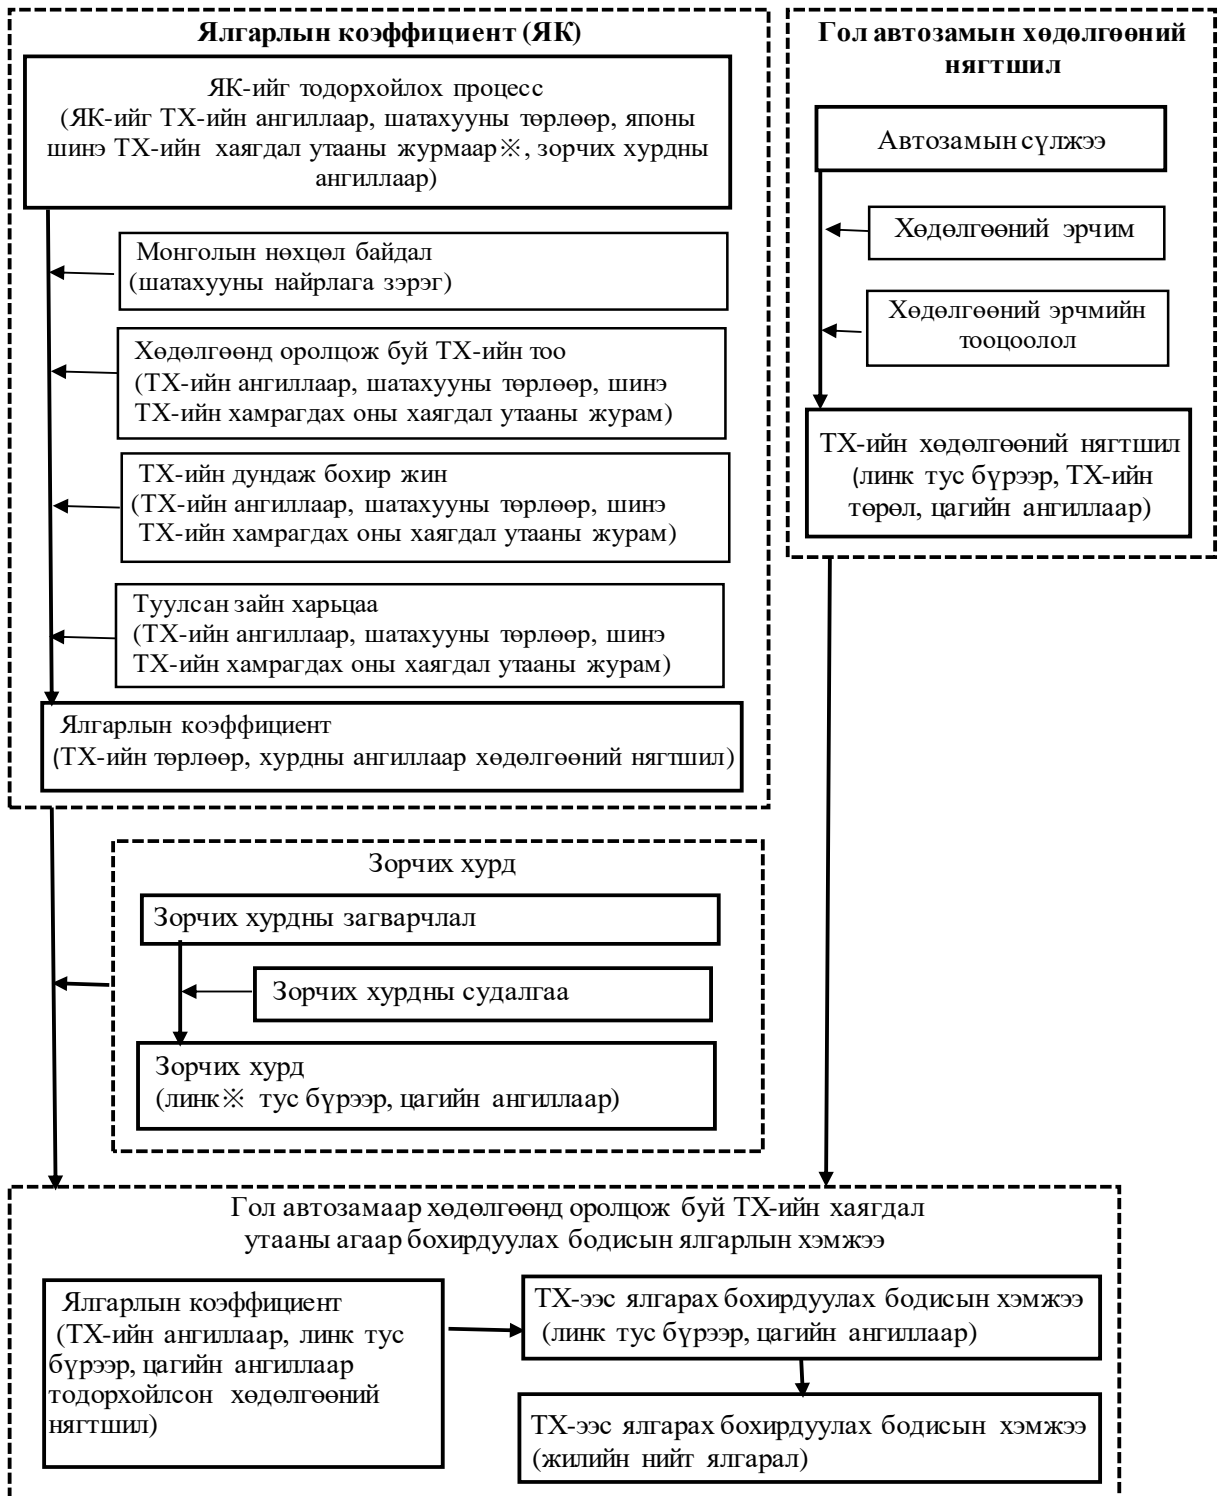 Ялгарлын коэффициент (ЯК)
ЯК-ийг тодорхойлох процесс
(ЯК-ийг ТХ-ийн ангиллаар, шатахууны төрлөөр, японы
шинэ ТХ-ийн хаягдал утааны журмаар※, зорчих хурдны
ангиллаар)
Монголын нөхцөл байдал
(шатахууны найрлага зэрэг)
Хөдөлгөөнд оролцож буй ТХ-ийн тоо
(ТХ-ийн ангиллаар, шатахууны төрлөөр, шинэ
ТХ-ийн хамрагдах оны хаягдал утааны журам)
ТХ-ийн дундаж бохир жин
(ТХ-ийн ангиллаар, шатахууны төрлөөр, шинэ
ТХ-ийн хамрагдах оны хаягдал утааны журам)
Туулсан зайн харьцаа
(ТХ-ийн ангиллаар, шатахууны төрлөөр, шинэ
ТХ-ийн хамрагдах оны хаягдал утааны журам)
Ялгарлын коэффициент
(ТХ-ийн төрлөөр, хурдны ангиллаар хөдөлгөөний нягтшил)
Гол автозамын хөдөлгөөний
нягтшил
Автозамын сүлжээ
Хөдөлгөөний эрчим
Хөдөлгөөний эрчмийн
тооцоолол
ТХ-ийн хөдөлгөөний нягтшил
(линк тус бүрээр, ТХ-ийн
төрөл, цагийн ангиллаар)
Зорчих хурд
Зорчих хурдны загварчлал
Зорчих хурдны судалгаа
Зорчих хурд
(линк※ тус бүрээр, цагийн ангиллаар)
Гол автозамаар хөдөлгөөнд оролцож буй ТХ-ийн хаягдал
утааны агаар бохирдуулах бодисын ялгарлын хэмжээ
Ялгарлын коэффициент
(ТХ-ийн ангиллаар, линк тус
бүрээр, цагийн ангиллаар
тодорхойлсон хөдөлгөөний
нягтшил)
ТХ-ээс ялгарах бохирдуулах бодисын хэмжээ
(линк тус бүрээр, цагийн ангиллаар)
ТХ-ээс ялгарах бохирдуулах бодисын хэмжээ
(жилийн нийт ялгарал)